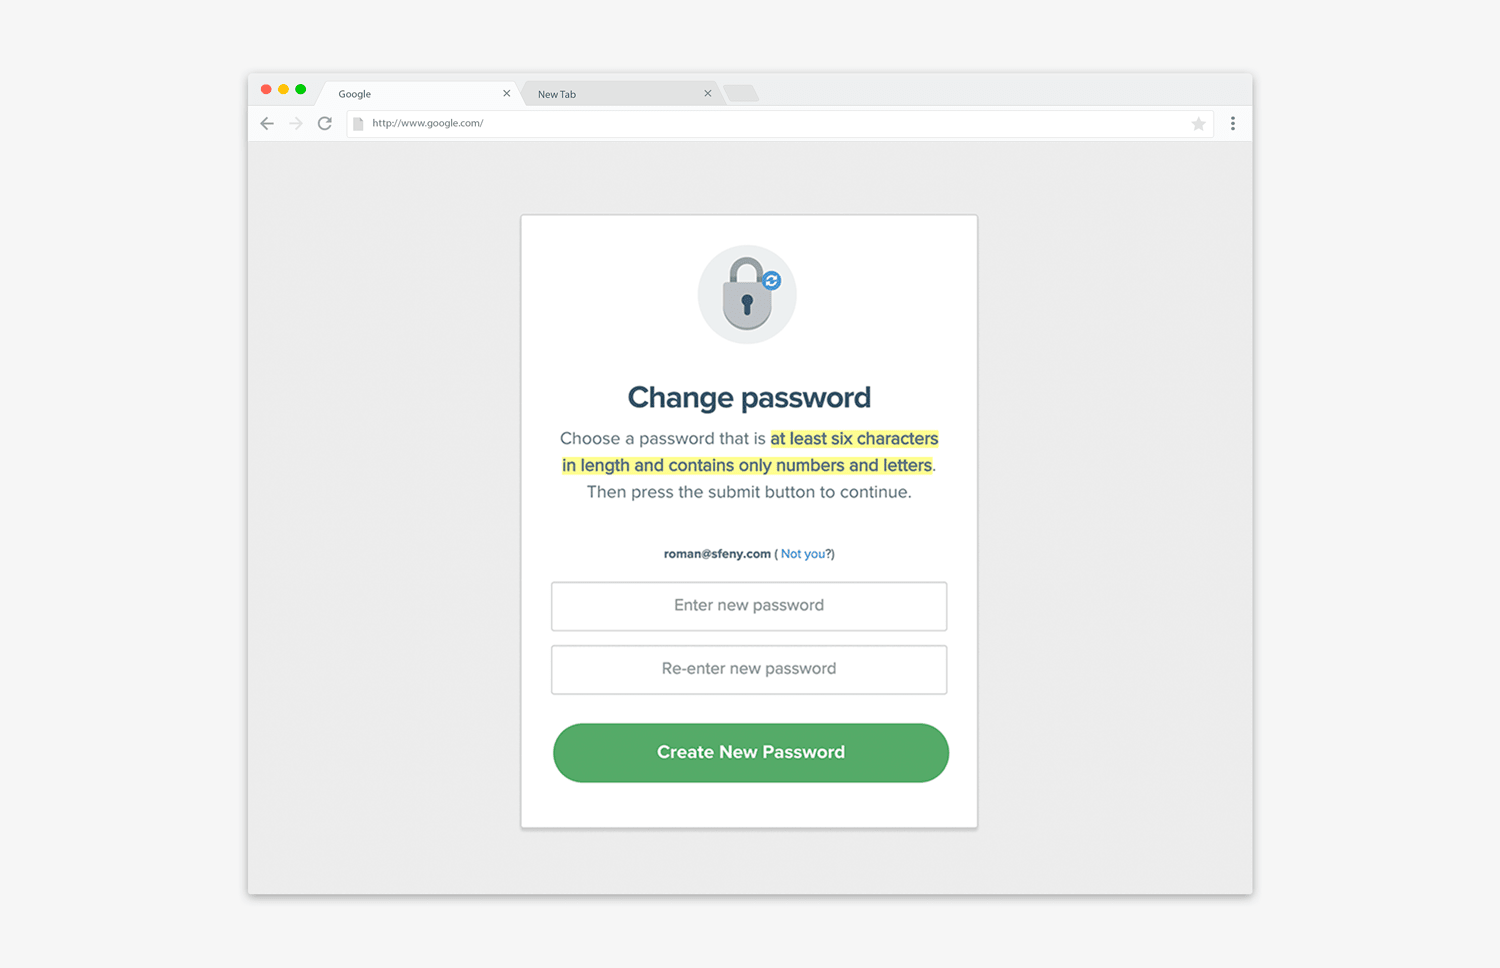 Google
New Tab
http://www.google.com/
Change password
Choose a password that is at least six characters
in length and contains only numbers and letters.
Then press the submit button to continue.
roman@sfeny.com ( Not you?)
Enter new password
Re-enter new password
Create New Password